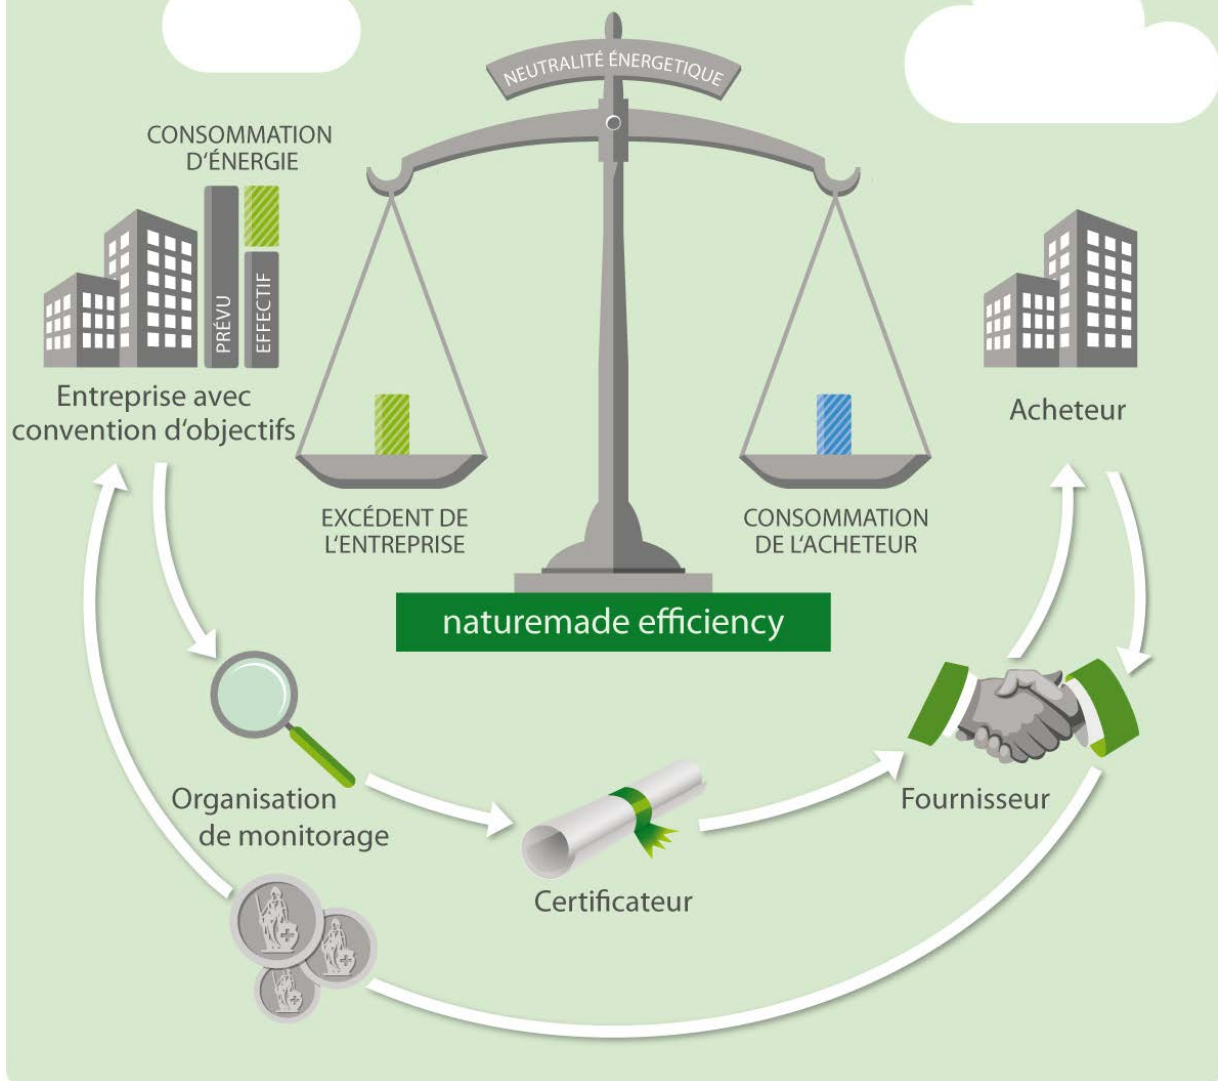 NEUTRALITÉ ÉNERGETIQUE
CONSOMMATION
D‘ÉNERGIE
PRÉVU
EFFECTIF
Entreprise avec
convention d‘objectifs
Acheteur
EXCÉDENT DE
L‘ENTREPRISE
CONSOMMATION
DE L‘ACHETEUR
naturemade efficiency
Organisation
de monitorage
Fournisseur
Certificateur